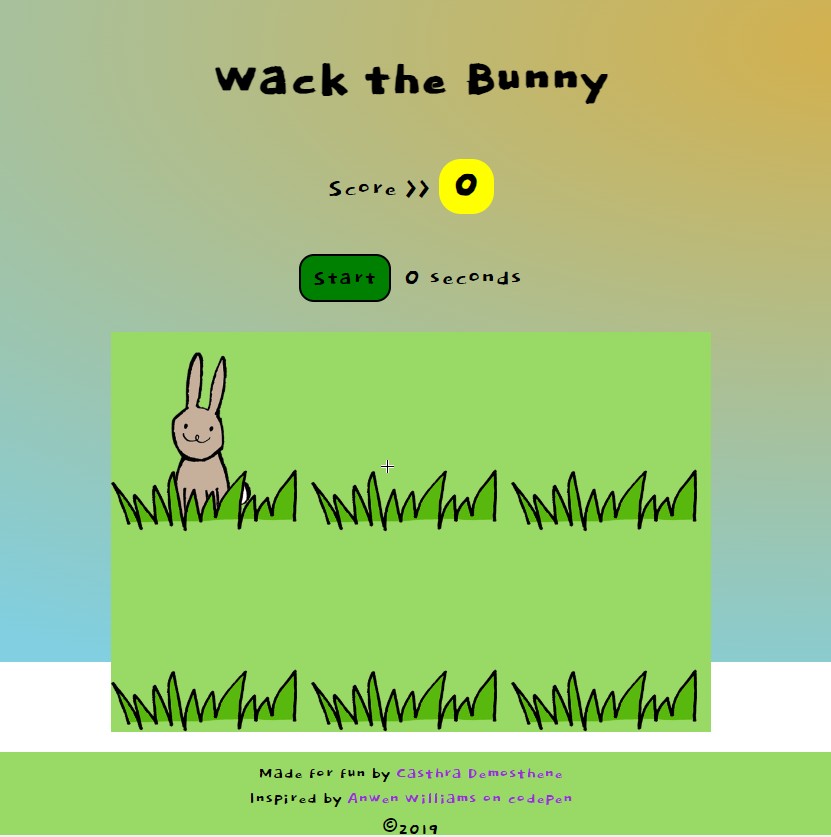 Wack the Bunny
Score >> 0
Start 0 seconds
Made for fun by Casthra Demosthene
Inspired by Anwen Williams on codePen
©2019